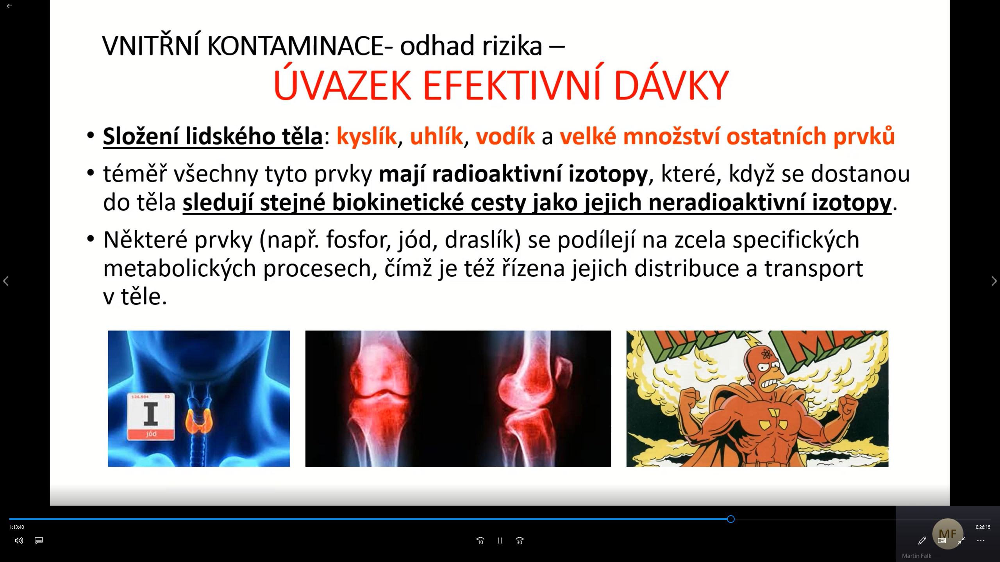 VNITŘNÍ KONTAMINACE- odhad rizika –
ÚVAZEK EFEKTIVNÍ DÁVKY
• Složení lidského těla: kyslík, uhlík, vodík a velké množství ostatních prvků
• téměř všechny tyto prvky mají radioaktivní izotopy, které, když se dostanou
do těla sledují stejné biokinetické cesty jako jejich neradioaktivní izotopy.
• Některé prvky (např. fosfor, jód, draslík) se podílejí na zcela specifických
metabolických procesech, čímž je též řízena jejich distribuce a transport
v těle.
126.904 53
I
jód
1:13:40
0:26:15
10
30
MF
Martin Falk